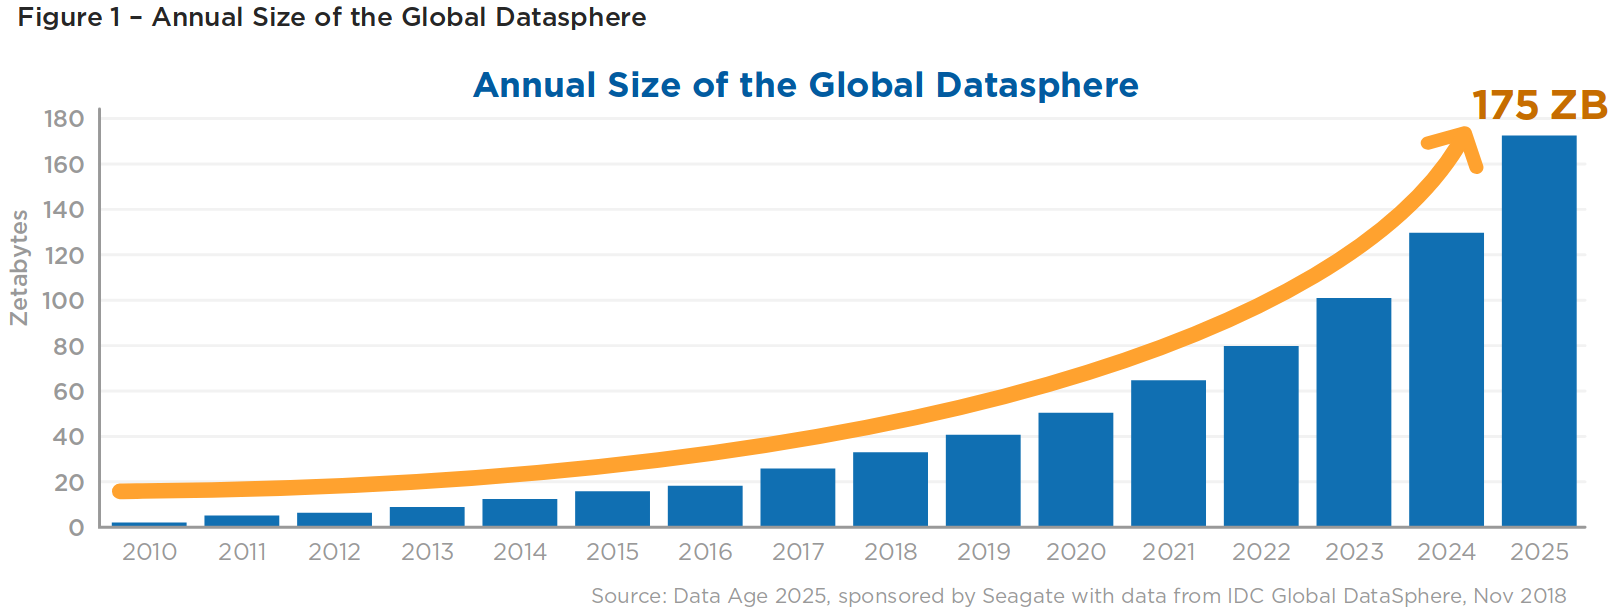 Figure 1 – Annual Size of the Global Datasphere
Annual Size of the Global Datasphere
175 ZB
Zetabytes
180
160
140
120
100
80
60
40
20
0
2010 2011 2012 2013 2014 2015 2016 2017 2018 2019 2020 2021 2022 2023 2024 2025
Source: Data Age 2025, sponsored by Seagate with data from IDC Global DataSphere, Nov 2018